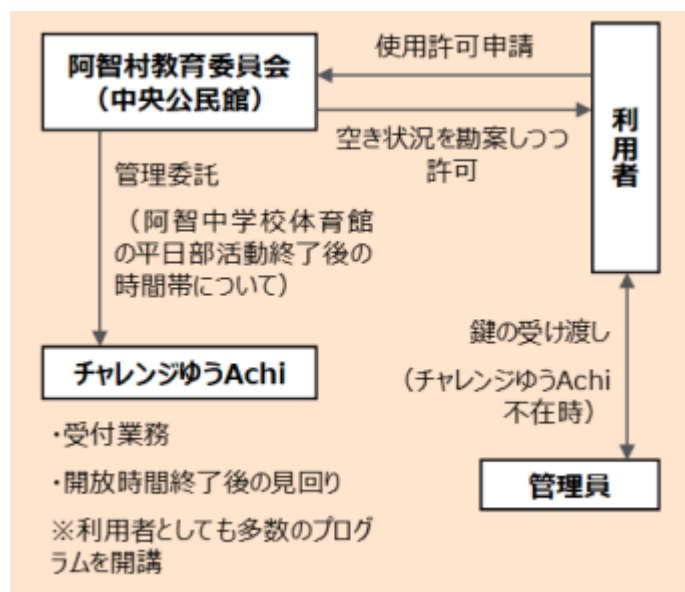 阿智村教育委員会
（中央公民館）
使用許可申請
空き状況を勘案しつつ
許可
利用者
管理委託
（阿智中学校体育館
の平日部活動終了後の
時間帯について）
チャレンジゆうAchi
・受付業務
・開放時間終了後の見回り
※利用者としても多数のプログ
ラムを開講
鍵の受け渡し
（チャレンジゆうAchi
不在時）
管理員